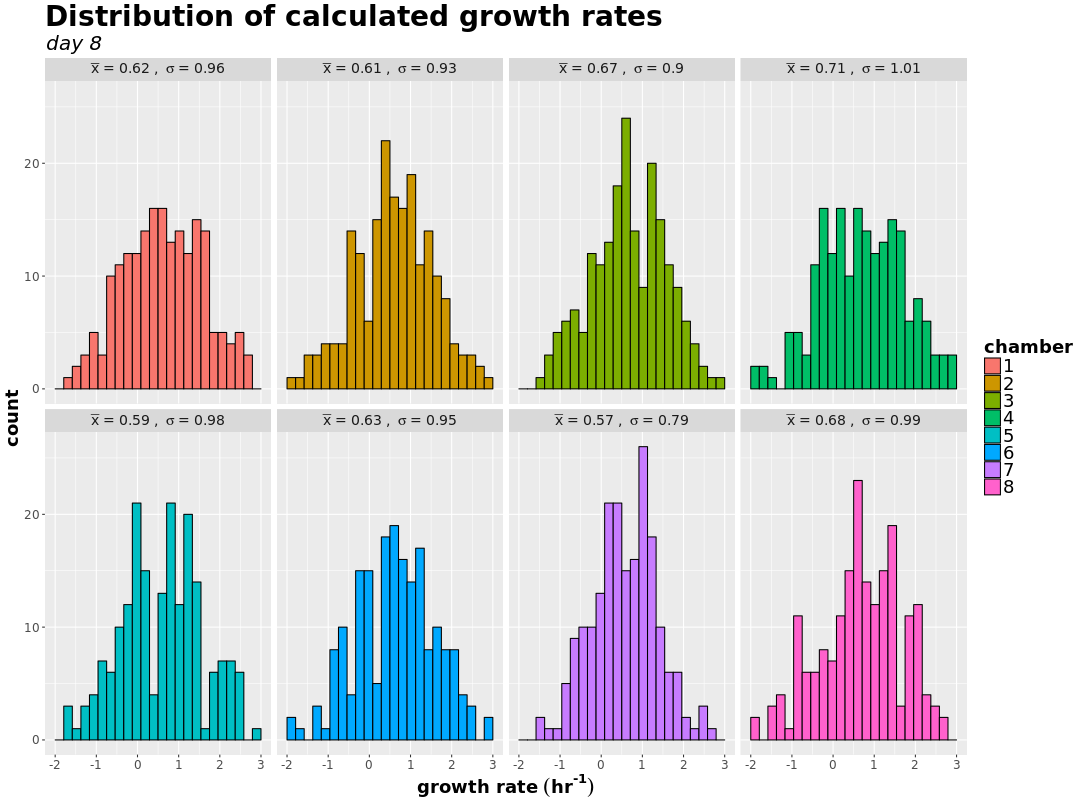 Distribution of calculated growth rates
day 8
x̅ = 0.62 , σ = 0.96
x̅ = 0.61 , σ = 0.93
x̅ = 0.67 , σ = 0.9
x̅ = 0.71 , σ = 1.01
20
10
0
x̅ = 0.59 , σ = 0.98
x̅ = 0.63 , σ = 0.95
x̅ = 0.57 , σ = 0.79
x̅ = 0.68 , σ = 0.99
20
10
0
count
-2 -1 0 1 2 3
-2 -1 0 1 2 3
-2 -1 0 1 2 3
-2 -1 0 1 2 3
growth rate (hr⁻¹)
chamber
1
2
3
4
5
6
7
8